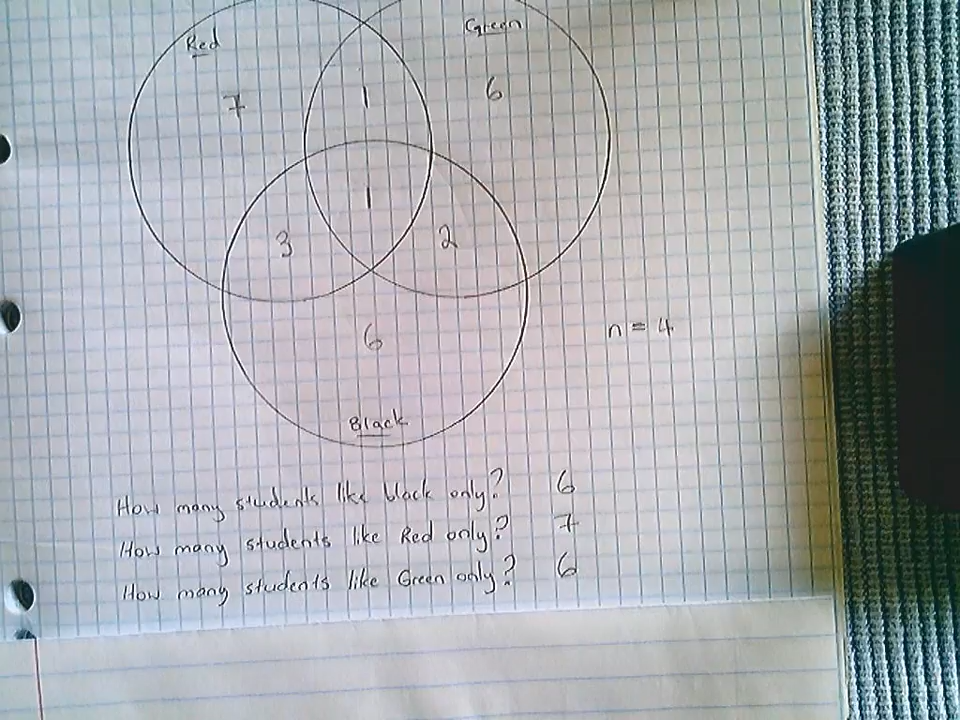 Red
Green
7
1
6
1
3
2
6
n = 4
Black
How many students like black only? 6
How many students like Red only? 7
How many students like Green only? 6